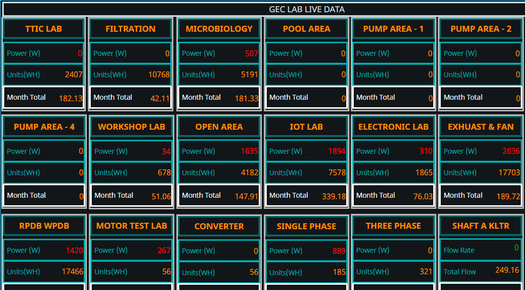 GEC LAB LIVE DATA
TTIC LAB FILTRATION MICROBIOLOGY POOL AREA PUMP AREA - 1 PUMP AREA - 2
Power (W) 0 Power (W) 0 Power (W) 507 Power (W) 0 Power (W) 0 Power (W) 0
Units(WH) 2407 Units(WH) 10768 Units(WH) 5191 Units(WH) 0 Units(WH) 0 Units(WH) 0
Month Total 182.13 Month Total 42.11 Month Total 181.33 Month Total 0 Month Total 0 Month Total 0
PUMP AREA - 4 WORKSHOP LAB OPEN AREA IOT LAB ELECTRONIC LAB EXHUAST & FAN
Power (W) 0 Power (W) 34 Power (W) 1635 Power (W) 1894 Power (W) 310 Power (W) 2636
Units(WH) 0 Units(WH) 678 Units(WH) 4182 Units(WH) 7578 Units(WH) 1865 Units(WH) 17703
Month Total 0 Month Total 51.06 Month Total 147.91 Month Total 339.18 Month Total 76.03 Month Total 189.72
RPDB WPDB MOTOR TEST LAB CONVERTER SINGLE PHASE THREE PHASE SHAFT A KLTR
Power (W) 1420 Power (W) 267 Power (W) 0 Power (W) 889 Power (W) 0 Flow Rate 0
Units(WH) 17466 Units(WH) 56 Units(WH) 56 Units(WH) 185 Units(WH) 321 Total Flow 249.16